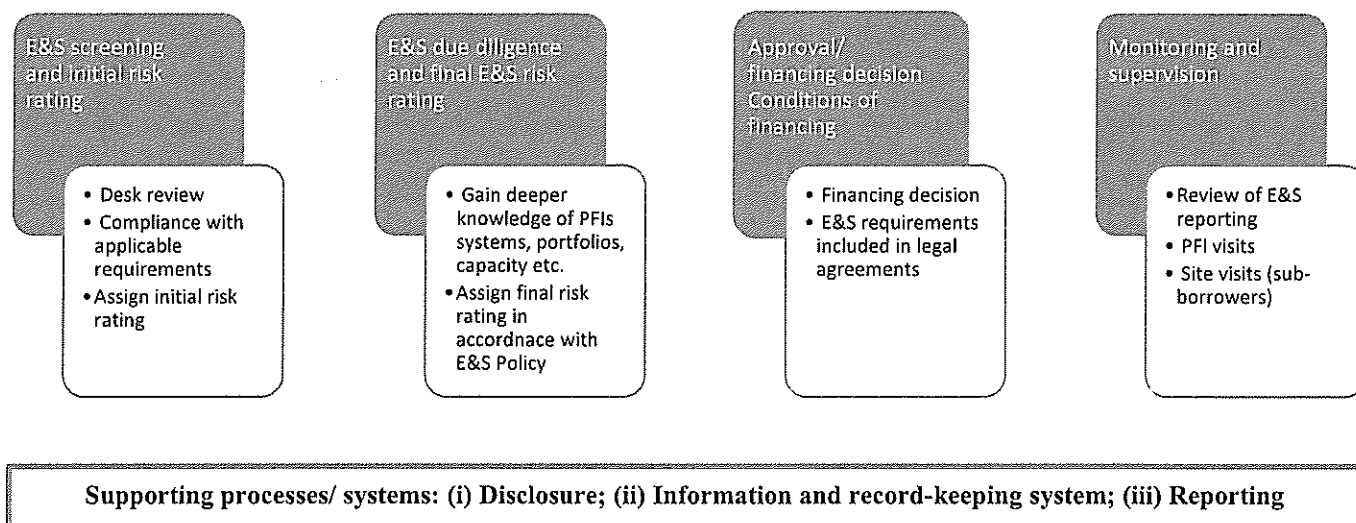 E&S screening
and initial risk
rating
• Desk review
• Compliance with
applicable
requirements
• Assign initial risk
rating
E&S due diligence
and final E&S risk
rating
• Gain deeper
knowledge of PFIs
systems, portfolios,
capacity etc.
• Assign final risk
rating in
accordnace with
E&S Policy
Approval/
financing decision
Conditions of
financing
• Financing decision
• E&S requirements
included in legal
agreements
Monitoring and
supervision
• Review of E&S
reporting
• PFI visits
• Site visits (sub-
borrowers)
Supporting processes/ systems: (i) Disclosure; (ii) Information and record-keeping system; (iii) Reporting